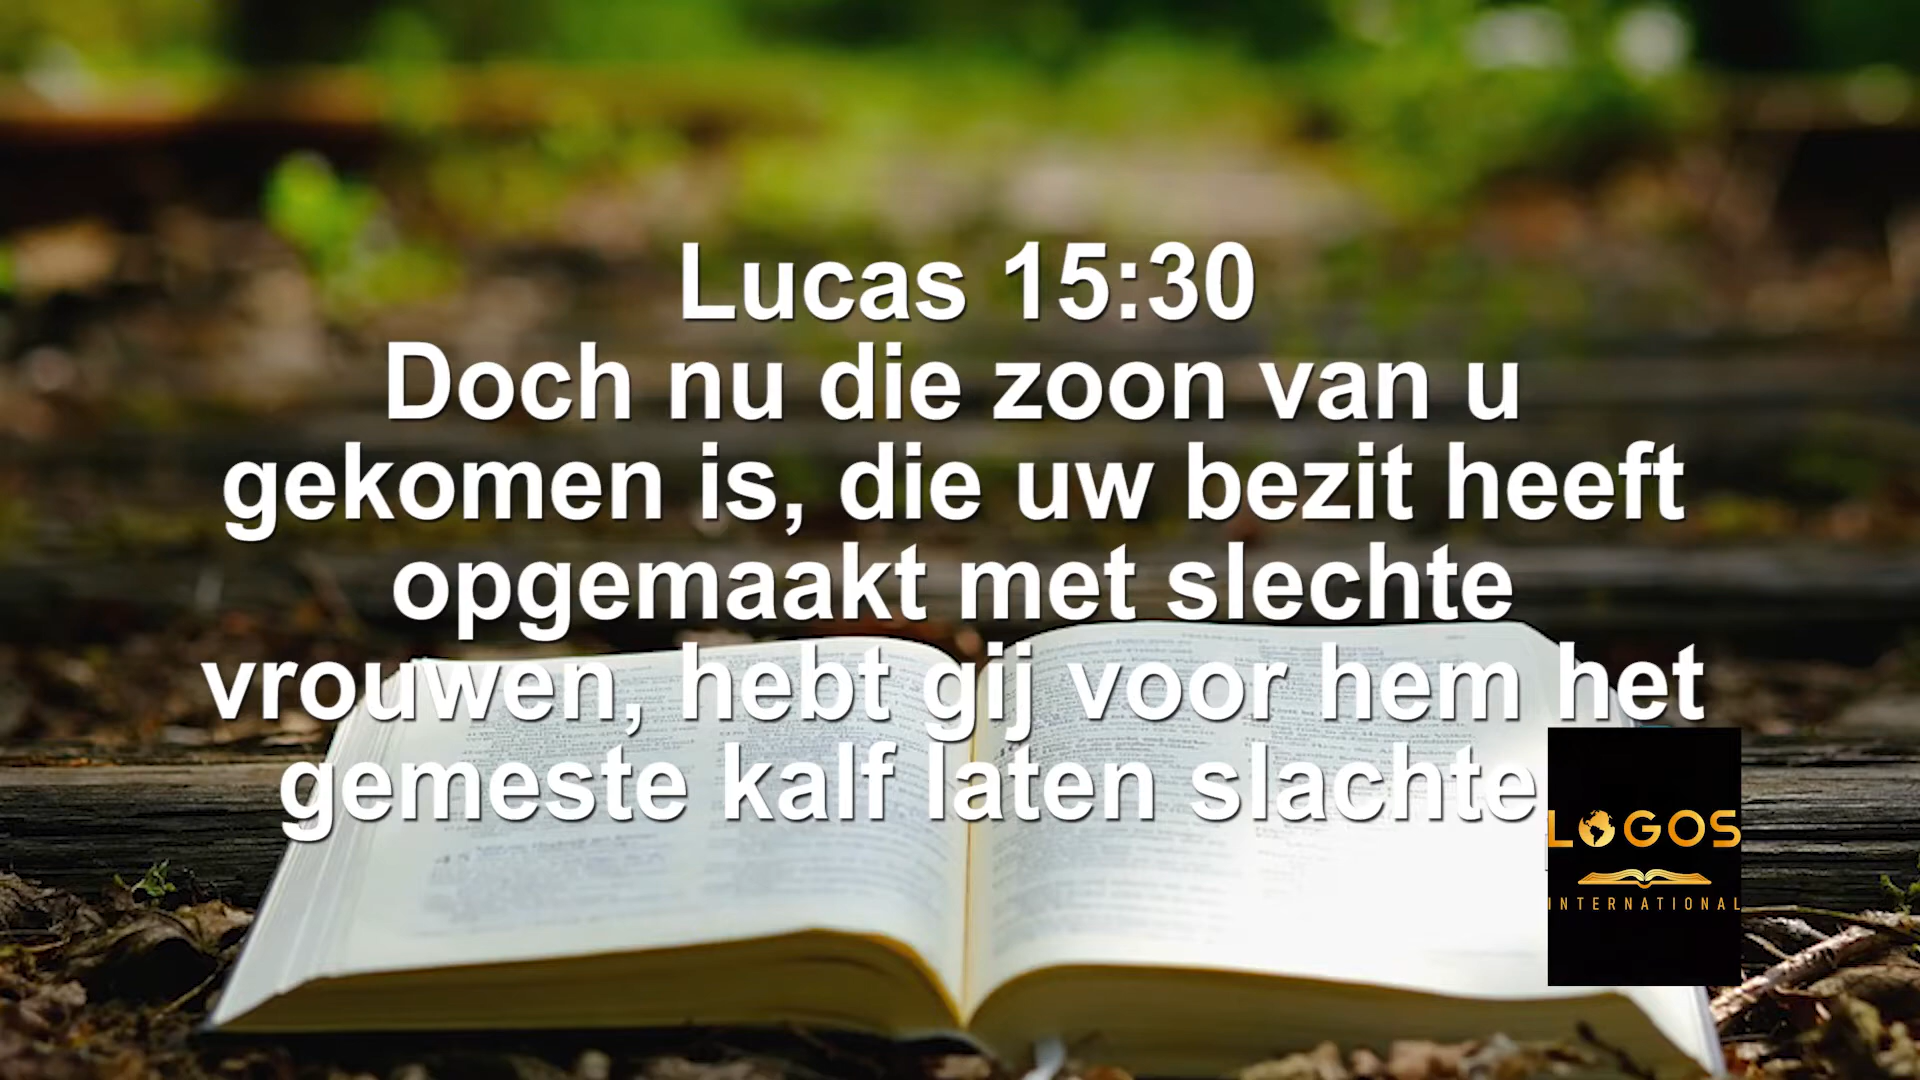 Lucas 15:30
Doch nu die zoon van u
gekomen is, die uw bezit heeft
opgemaakt met slechte
vrouwen, hebt gij voor hem het
gemeste kalf laten slachte
LOGOS
INTERNATIONAL